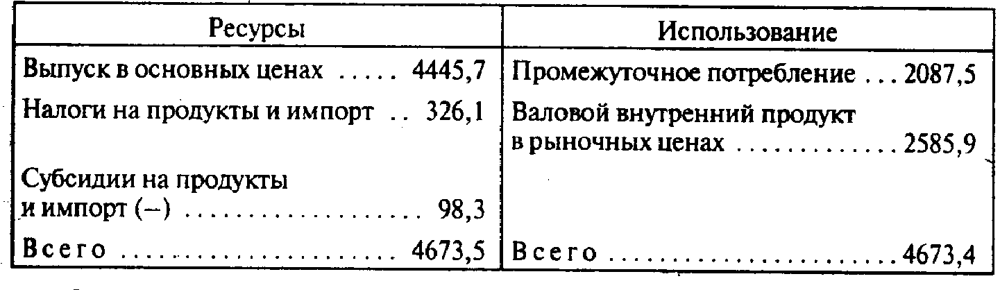 Ресурсы
Использование
Выпуск в основных ценах ..... 4445,7
Промежуточное потребление ... 2087,5
Налоги на продукты и импорт .. 326,1
Валовой внутренний продукт
в рыночных ценах ............. 2585,9
Субсидии на продукты
и импорт (–) ................... 98,3
Всего ...................... 4673,5
Всего ....................... 4673,4